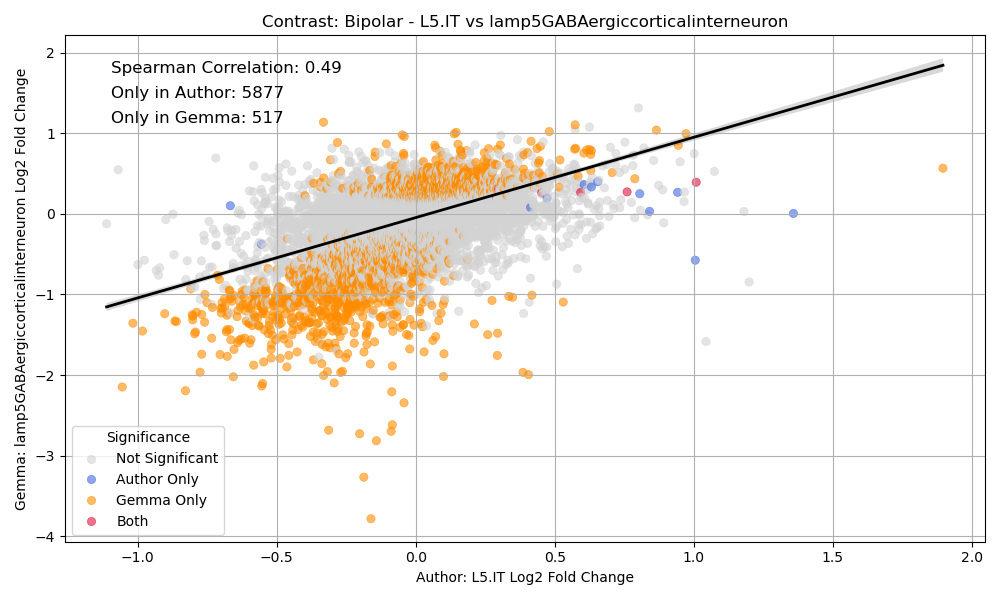 Contrast: Bipolar - L5.IT vs lamp5GABAergiccorticalinterneuron
Gemma: lamp5GABAergiccorticalinterneuron Log2 Fold Change
2
1
0
−1
−2
−3
−4
Spearman Correlation: 0.49
Only in Author: 5877
Only in Gemma: 517
Significance
Not Significant
Author Only
Gemma Only
Both
−1.0
−0.5
0.0
0.5
1.0
1.5
2.0
Author: L5.IT Log2 Fold Change